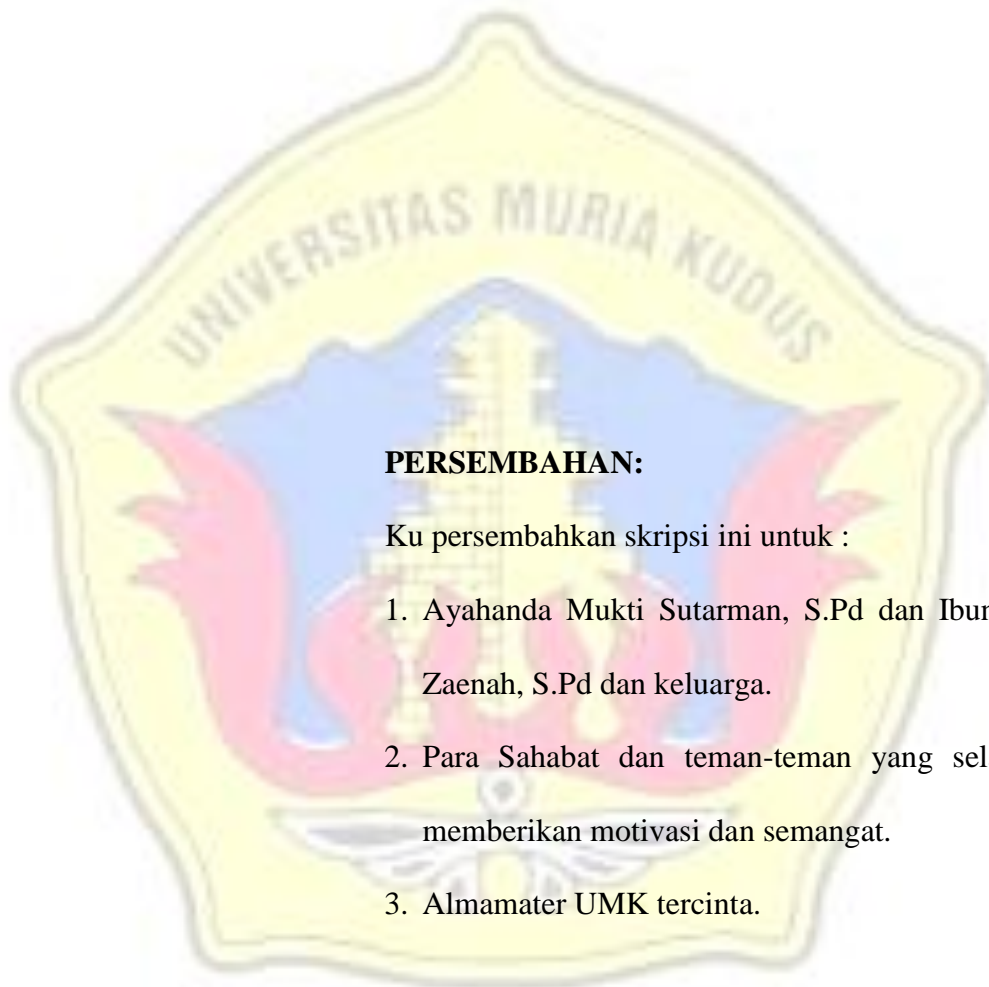 UNIVERSITAS MURIA KUDUS
PERSEMBAHAN:
Ku persembahkan skripsi ini untuk :
1. Ayahanda Mukti Sutarman, S.Pd dan
Zaenah, S.Pd dan keluarga.
2. Para Sahabat dan teman-teman yang
memberikan motivasi dan semangat.
3. Almamater UMK tercinta.